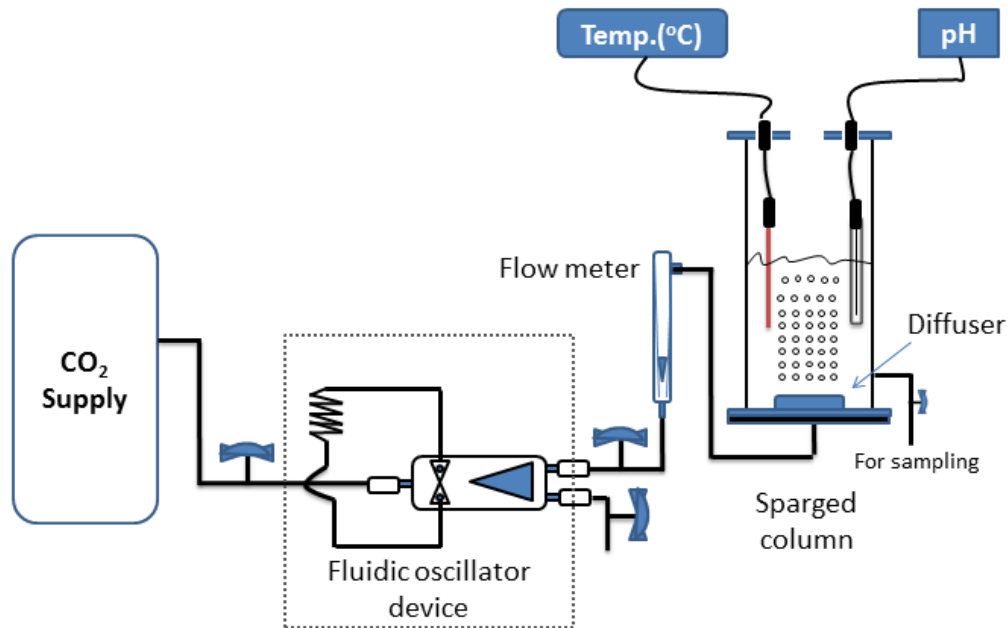 Temp.(°C)
pH
Flow meter
Diffuser
CO₂
Supply
For sampling
Sparged
column
Fluidic oscillator
device